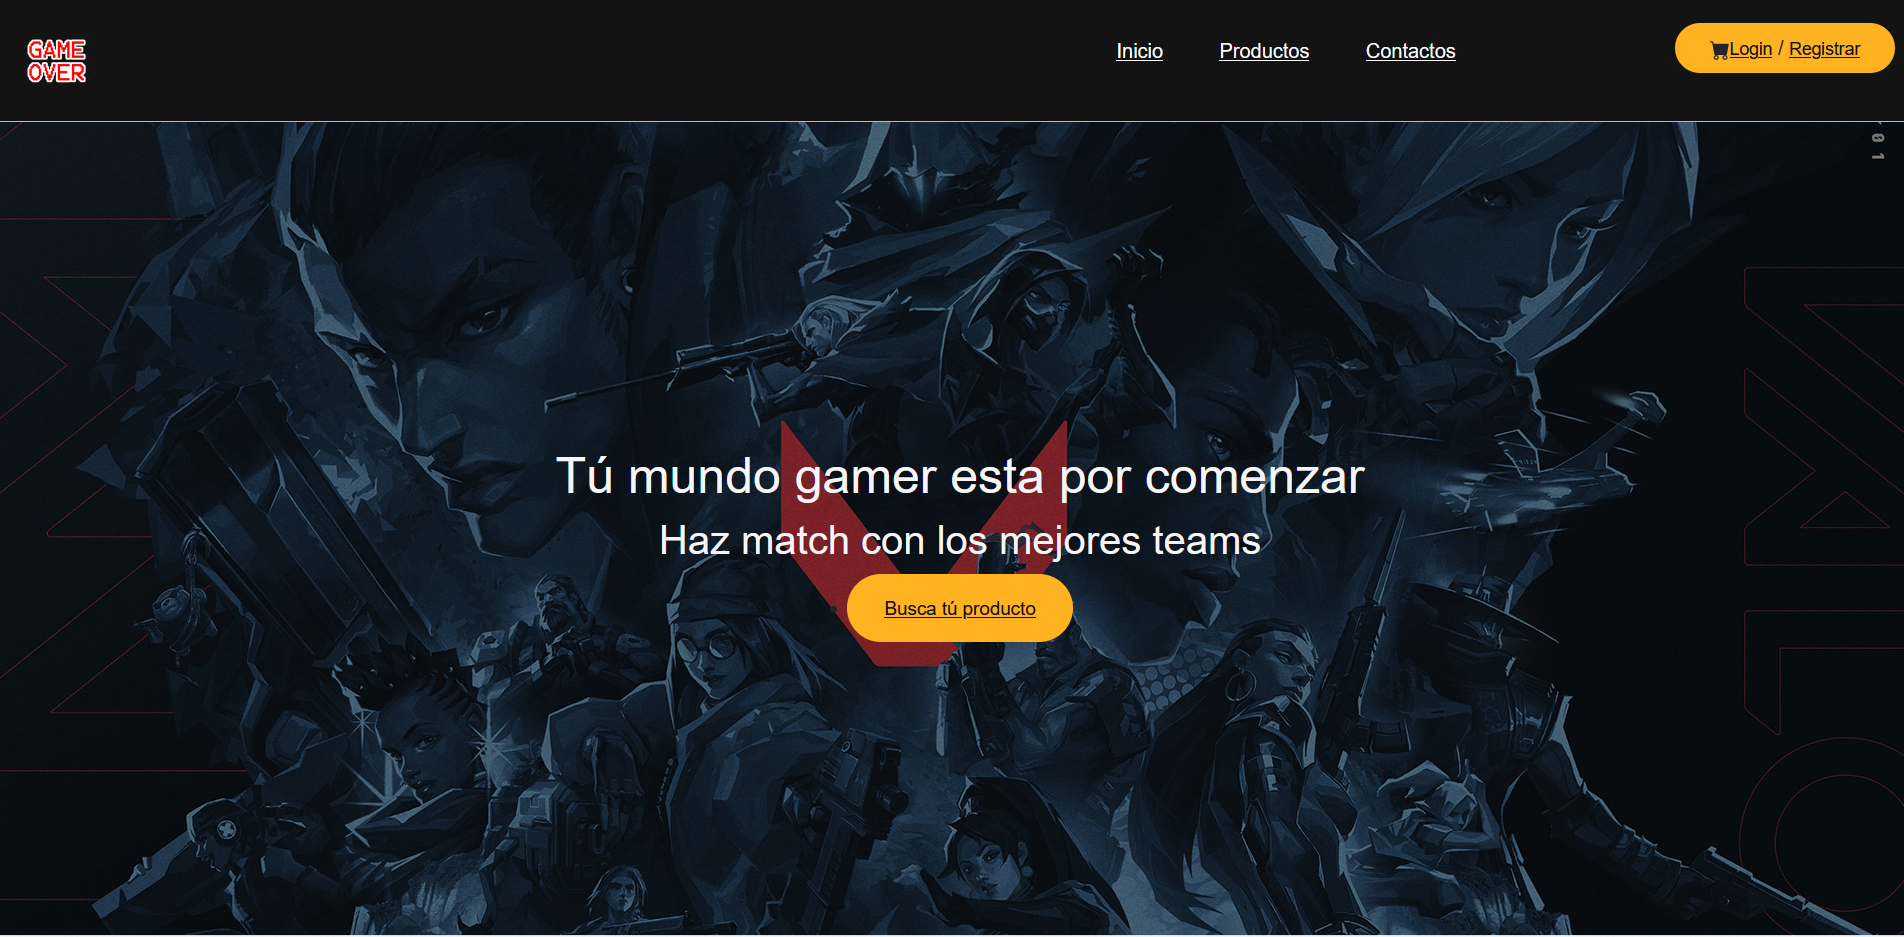 GAME
OVER
Inicio Productos Contactos
Login / Registrar
01
Tú mundo gamer esta por comenzar
Haz match con los mejores teams
Busca tú producto